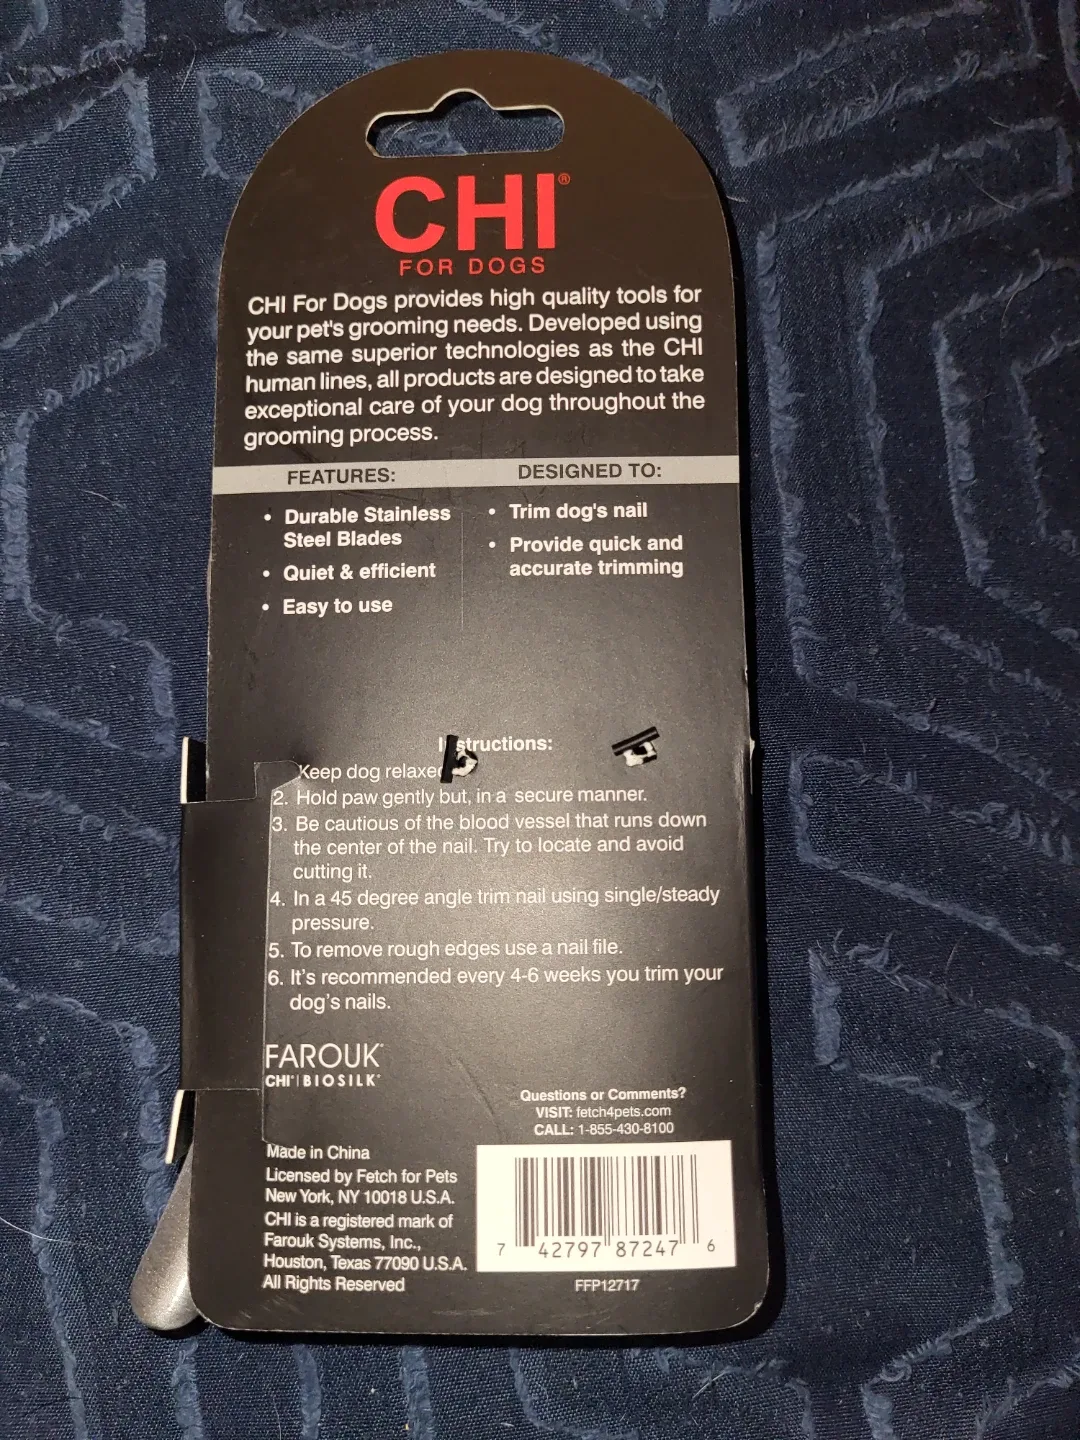 CHI®
FOR DOGS
CHI For Dogs provides high quality tools for
your pet's grooming needs. Developed using
the same superior technologies as the CHI
human lines, all products are designed to take
exceptional care of your dog throughout the
grooming process.
FEATURES:
• Durable Stainless
Steel Blades
• Quiet & efficient
• Easy to use
DESIGNED TO:
• Trim dog's nail
• Provide quick and
accurate trimming
Instructions:
Keep dog relaxed
2. Hold paw gently but, in a secure manner.
3. Be cautious of the blood vessel that runs down
the center of the nail. Try to locate and avoid
cutting it.
4. In a 45 degree angle trim nail using single/steady
pressure.
5. To remove rough edges use a nail file.
6. It's recommended every 4-6 weeks you trim your
dog's nails.
FAROUK
CHI | BIOSILK
Questions or Comments?
VISIT: fetch4pets.com
CALL: 1-855-430-8100
Made in China
Licensed by Fetch for Pets
New York, NY 10018 U.S.A.
CHI is a registered mark of
Farouk Systems, Inc.,
Houston, Texas 77090 U.S.A.
All Rights Reserved
7 42797 87247 6
FFP12717